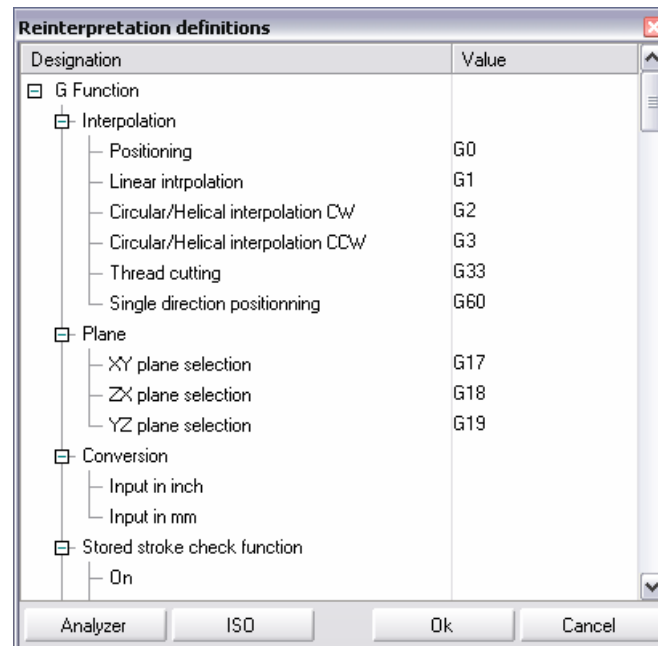 Reinterpretation definitions
Designation Value
G Function
Interpolation
Positioning G0
Linear intrpolation G1
Circular/Helical interpolation CW G2
Circular/Helical interpolation CCW G3
Thread cutting G33
Single direction positionning G60
Plane
XY plane selection G17
ZX plane selection G18
YZ plane selection G19
Conversion
Input in inch
Input in mm
Stored stroke check function
On
Analyzer ISO Ok Cancel